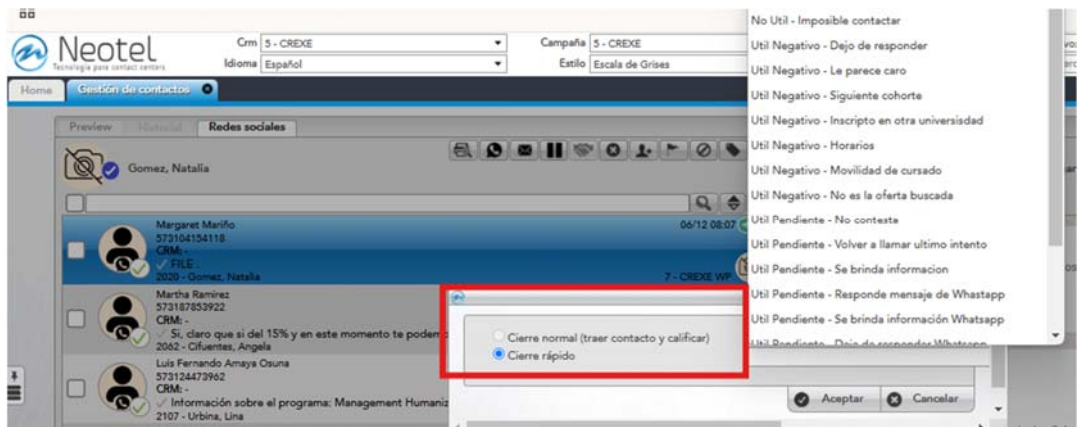 Neotel
Tecnología para contact centers
Crm 5 - CREXE
Campaña 5 - CREXE
Idioma Español
Estilo Escala de Grises
Home
Gestión de contactos
Preview
Historial
Redes sociales
Gomez, Natalia
Margaret Mariño
06/12 08:07
573104154118
CRM: -
✓ FILE :
2020 - Gomez, Natalia
7 - CREXE WP
Martha Ramirez
573187853922
CRM: -
✓ Si, claro que si del 15% y en este momento te podem
2062 - Cifuentes, Angela
Luis Fernando Amaya Osuna
573124473962
CRM: -
✓ Información sobre el programa: Management Humaniz
2107 - Urbina, Lina
No Util - Imposible contactar
Util Negativo - Dejo de responder
Util Negativo - Le parece caro
Util Negativo - Siguiente cohorte
Util Negativo - Inscripto en otra universisdad
Util Negativo - Horarios
Util Negativo - Movilidad de cursado
Util Negativo - No es la oferta buscada
Util Pendiente - No contesta
Util Pendiente - Volver a llamar ultimo intento
Util Pendiente - Se brinda informacion
Util Pendiente - Responde mensaje de Whastapp
Util Pendiente - Se brinda información Whatsapp
Util Pendiente - Dejo de responder Whatsapp
Cierre normal (traer contacto y calificar)
Cierre rápido
Aceptar
Cancelar